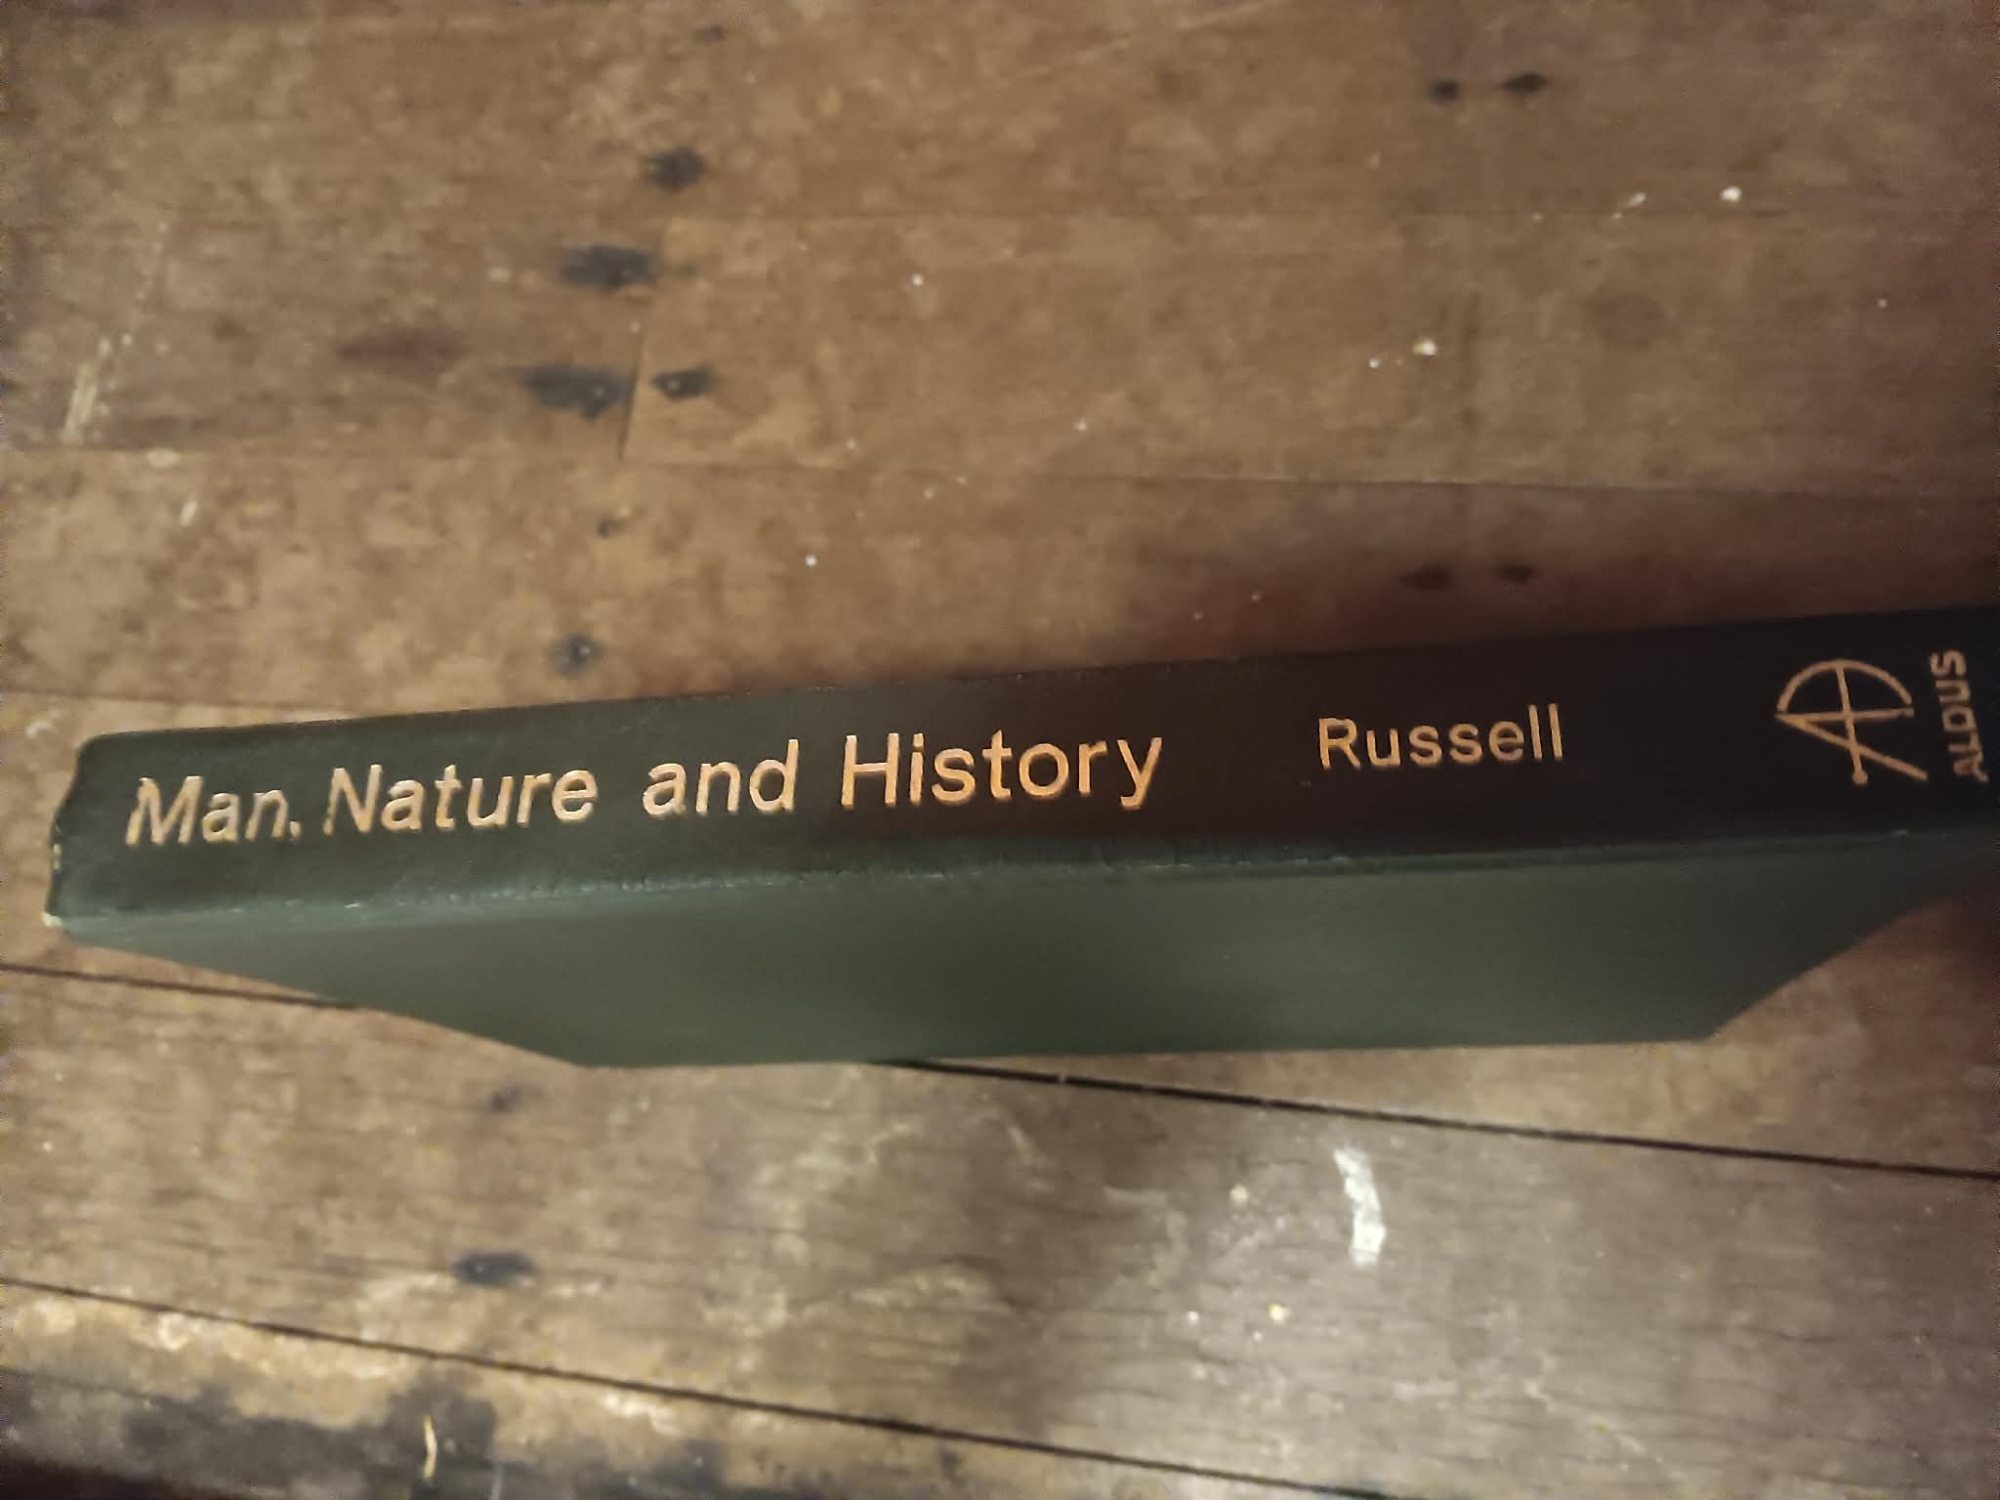 Man, Nature and History
Russell
ALDUS